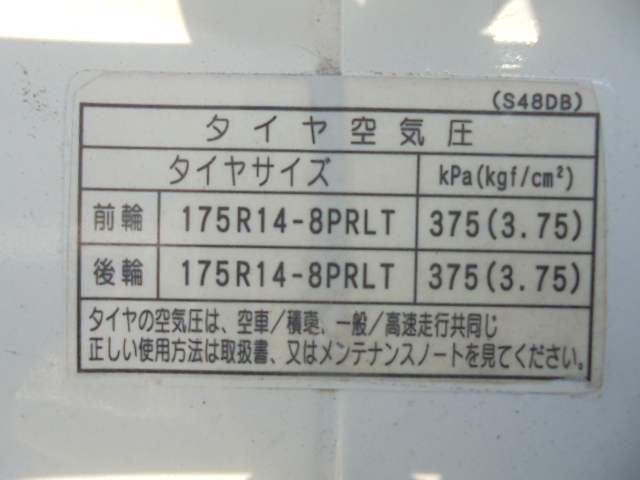 (S48DB)
タイヤ空気圧
タイヤサイズ kPa(kgf/cm²)
前輪 175R14-8PRLT 375(3.75)
後輪 175R14-8PRLT 375(3.75)
タイヤの空気圧は、空車/積車、一般/高速走行共同じ
正しい使用方法は取扱書、又はメンテナンスノートを見てください。